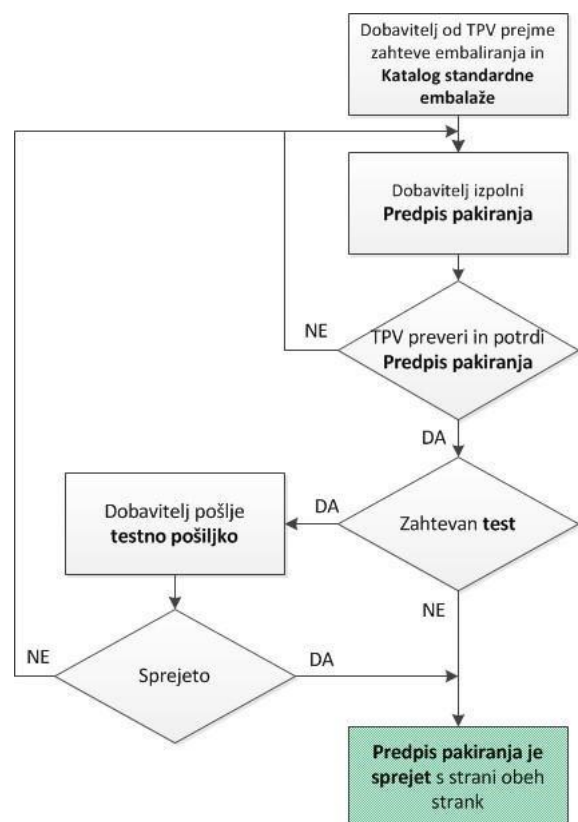 Dobavitelj od TPV prejme
zahteve embaliranja in
Katalog standardne
embalaže
Dobavitelj izpolni
Predpis pakiranja
NE
TPV preveri in potrdi
Predpis pakiranja
DA
Dobavitelj pošlje
testno pošiljko
DA
Zahtevan test
NE
NE
Sprejeto
DA
Predpis pakiranja je
sprejet s strani obeh
strank